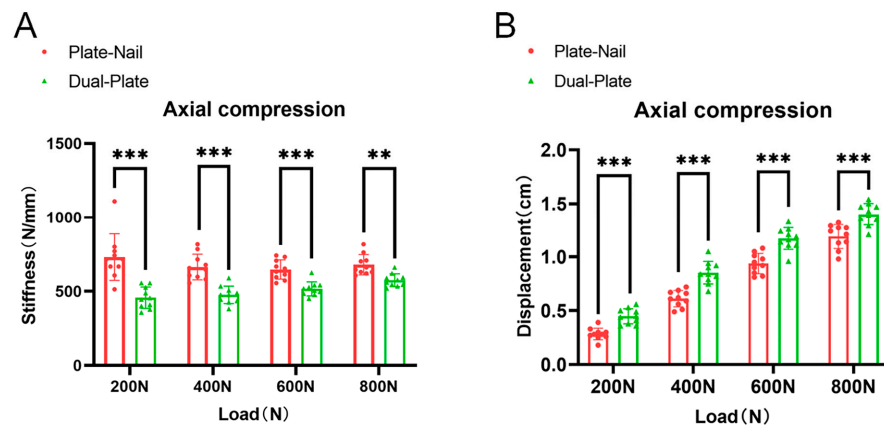 A
Plate-Nail
Dual-Plate
Axial compression
Stiffness(N/mm)
1500
1000
500
0
***
***
***
**
200N
400N
600N
800N
Load(N)
B
Plate-Nail
Dual-Plate
Axial compression
Displacement(cm)
2.0
1.5
1.0
0.5
0.0
***
***
***
***
200N
400N
600N
800N
Load(N)